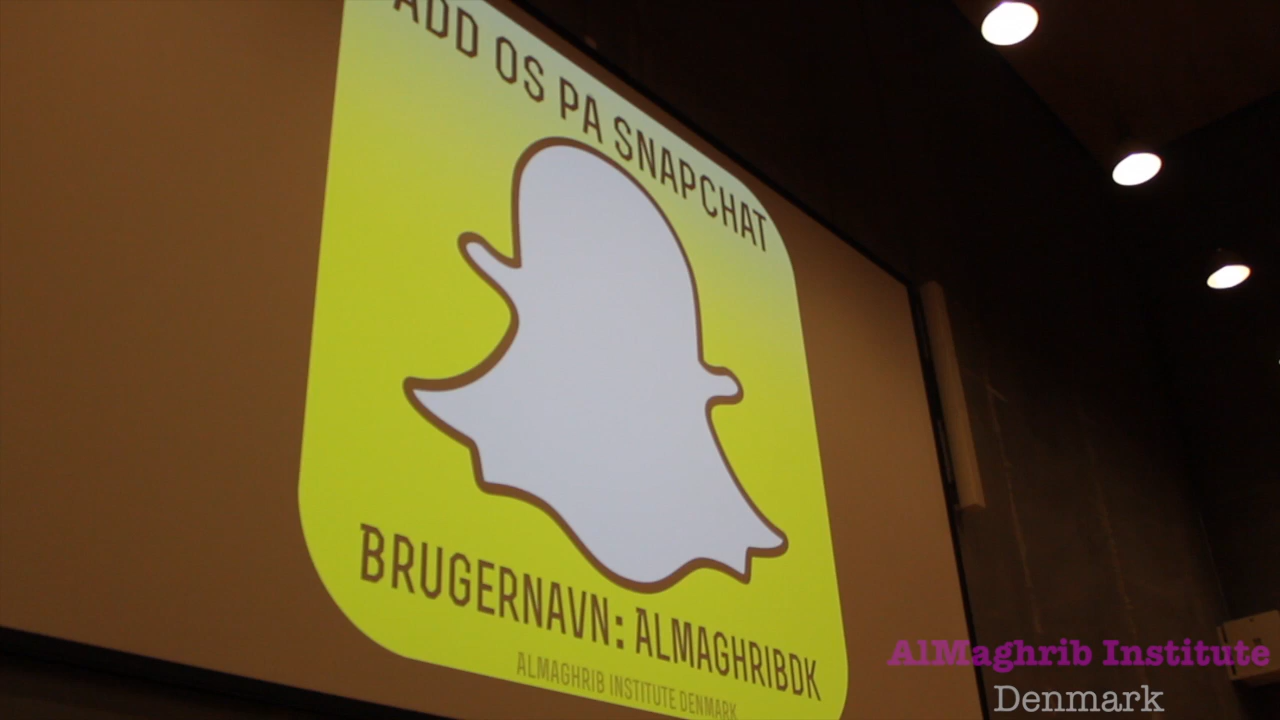 ADD OS PA SNAPCHAT
BRUGERNAVN: ALMAGHRIBDK
ALMAGHRIB INSTITUTE DENMARK
AlMaghrib Institute
Denmark